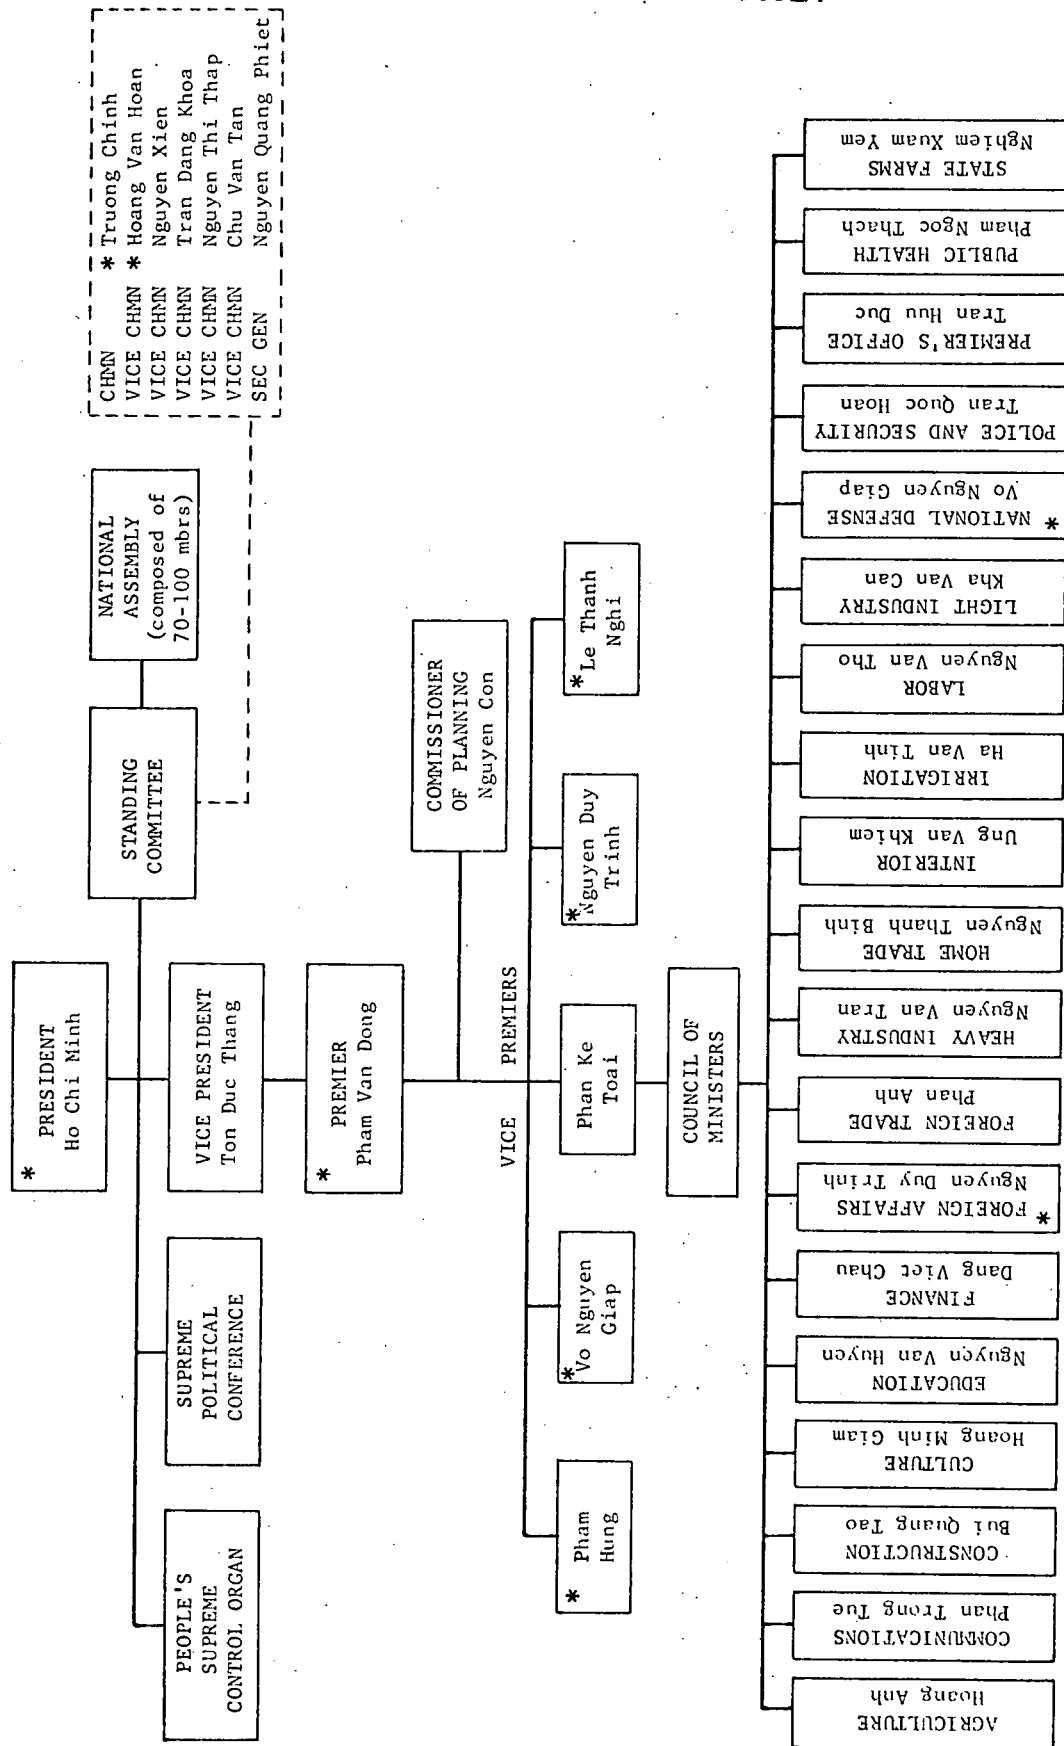 * PRESIDENT
Ho Chi Minh
STANDING
COMMITTEE
NATIONAL
ASSEMBLY
(composed of
70-100 mbrs)
CHMN * Truong Chinh
VICE CHMN * Hoang Van Hoan
VICE CHMN Nguyen Xien
VICE CHMN Tran Dang Khoa
VICE CHMN Nguyen Thi Thap
VICE CHMN Chu Van Tan
SEC GEN Nguyen Quang Phiet
PEOPLE'S
SUPREME
CONTROL ORGAN
SUPREME
POLITICAL
CONFERENCE
VICE PRESIDENT
Ton Duc Thang
* PREMIER
Pham Van Dong
COMMISSIONER
OF PLANNING
Nguyen Con
VICE PREMIERS
* Pham
Hung
* Vo Nguyen
Giap
Phan Ke
Toai
* Nguyen Duy
Trinh
* Le Thanh
Nghi
COUNCIL OF
MINISTERS
AGRICULTURE
Hoang Anh
COMMUNICATIONS
Phan Trong Tue
CONSTRUCTION
Bui Quang Tao
CULTURE
Hoang Minh Giam
EDUCATION
Nguyen Van Huyen
FINANCE
Dang Viet Chau
* FOREIGN AFFAIRS
Nguyen Duy Trinh
FOREIGN TRADE
Phan Anh
HEAVY INDUSTRY
Nguyen Van Tran
HOME TRADE
Nguyen Thanh Binh
INTERIOR
Ung Van Khiem
IRRIGATION
Ha Van Tinh
LABOR
Nguyen Van Tho
LIGHT INDUSTRY
Kha Van Can
* NATIONAL DEFENSE
Vo Nguyen Giap
POLICE AND SECURITY
Tran Quoc Hoan
PREMIER'S OFFICE
Tran Huu Duc
PUBLIC HEALTH
Pham Ngoc Thach
STATE FARMS
Nghiem Xuam Yem